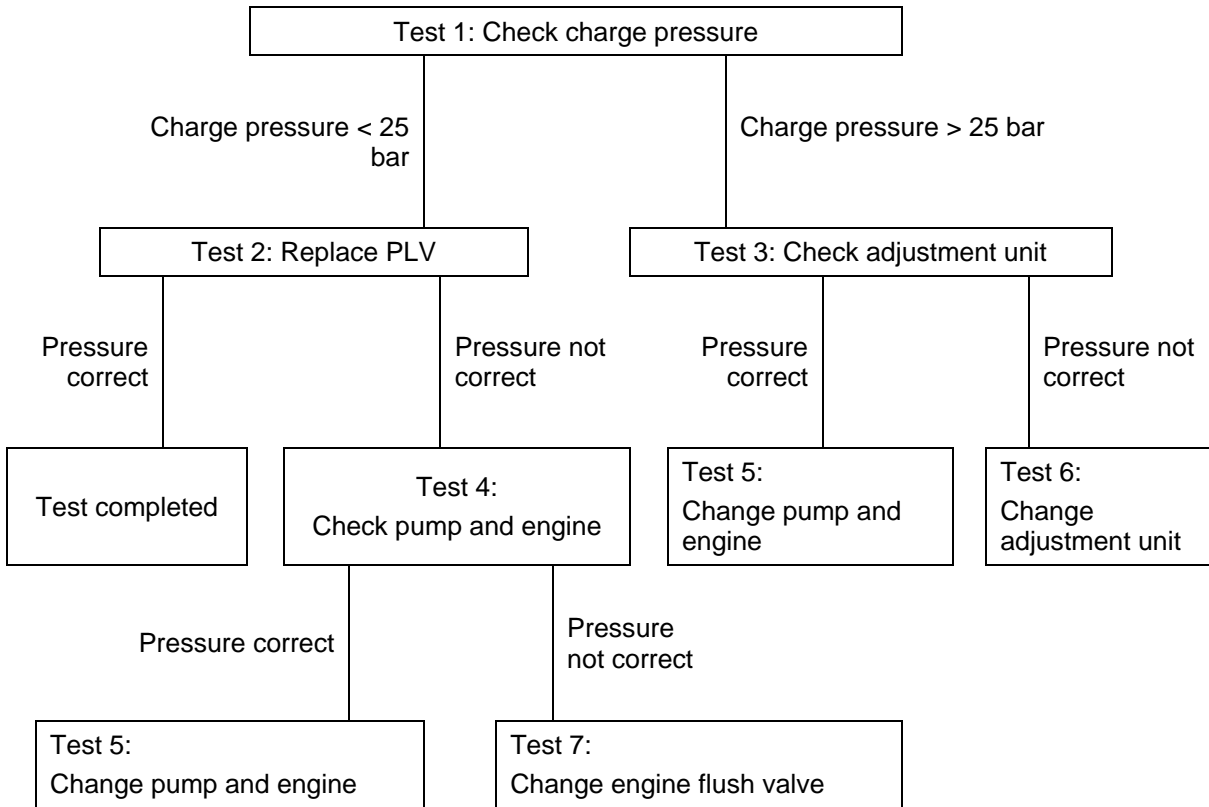 Test 1: Check charge pressure
Charge pressure < 25
bar
Charge pressure > 25 bar
Test 2: Replace PLV
Test 3: Check adjustment unit
Pressure
correct
Pressure not
correct
Pressure
correct
Pressure not
correct
Test completed
Test 4:
Check pump and engine
Test 5:
Change pump and
engine
Test 6:
Change
adjustment unit
Pressure correct
Pressure
not correct
Test 5:
Change pump and engine
Test 7:
Change engine flush valve